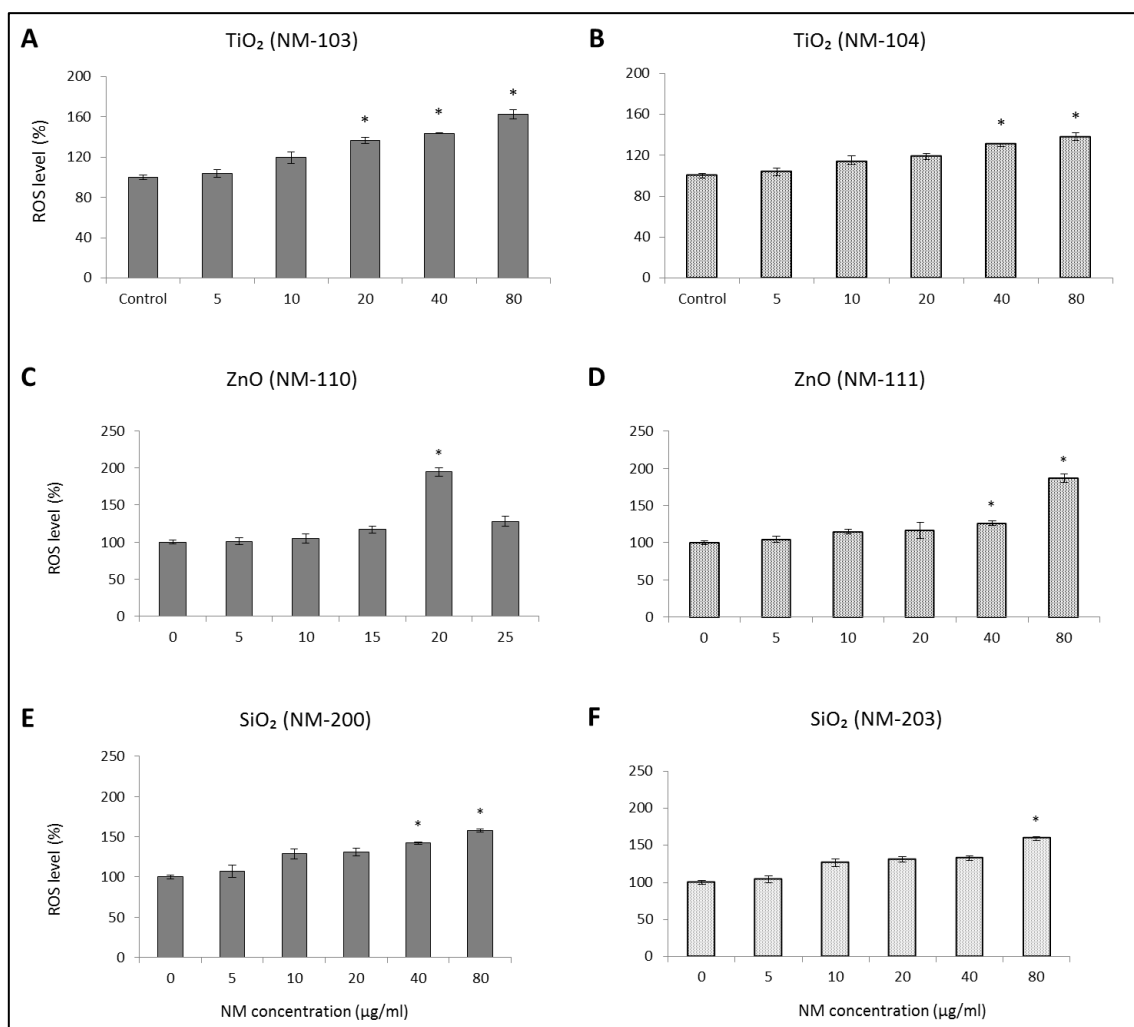 A
TiO₂ (NM-103)
ROS level (%)
200
160
120
80
40
0
* * *
Control 5 10 20 40 80
B
TiO₂ (NM-104)
200
160
120
80
40
0
* *
Control 5 10 20 40 80
C
ZnO (NM-110)
ROS level (%)
250
200
150
100
50
0
*
0 5 10 15 20 25
D
ZnO (NM-111)
250
200
150
100
50
0
* *
0 5 10 20 40 80
E
SiO₂ (NM-200)
ROS level (%)
250
200
150
100
50
0
* *
0 5 10 20 40 80
NM concentration (µg/ml)
F
SiO₂ (NM-203)
250
200
150
100
50
0
*
0 5 10 20 40 80
NM concentration (µg/ml)